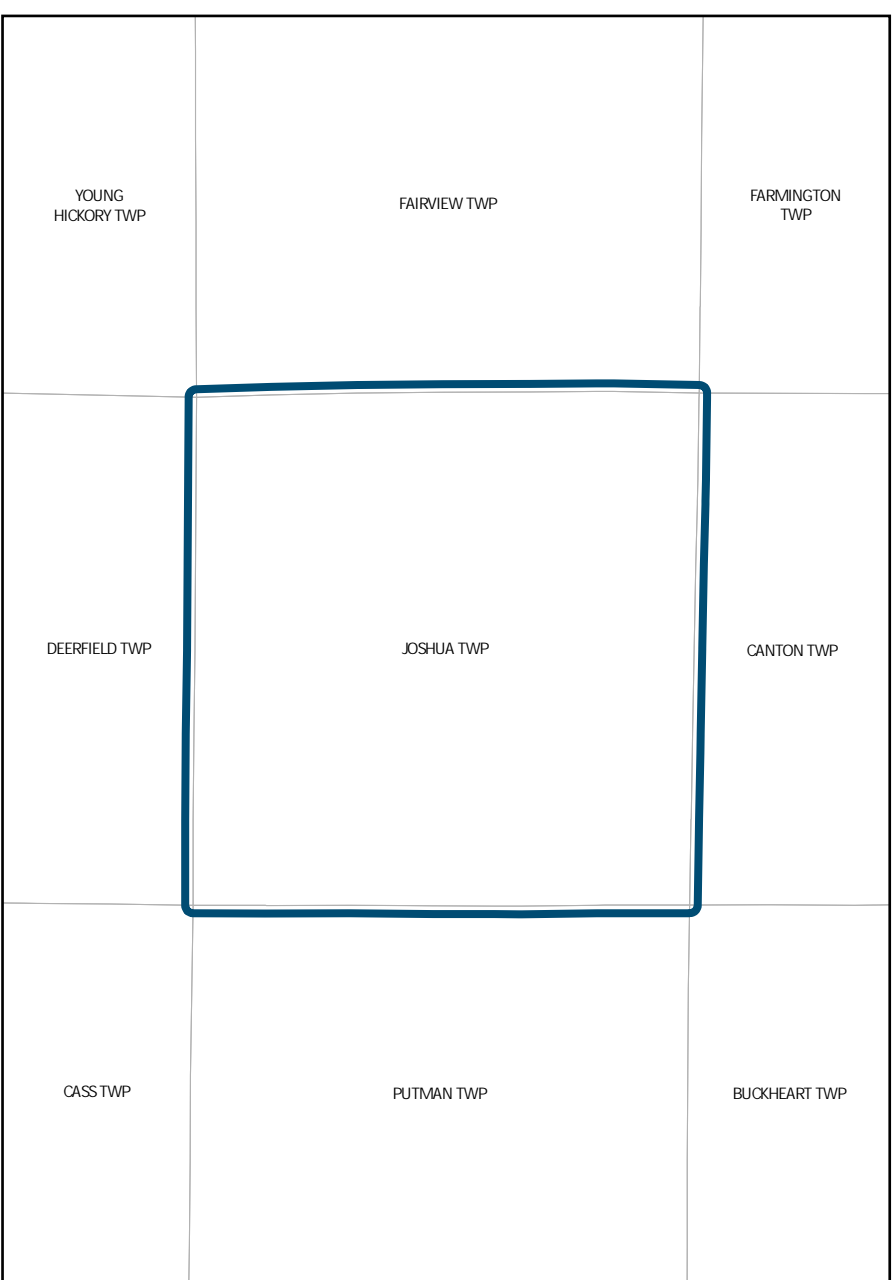 YOUNG
HICKORY TWP
FAIRVIEW TWP
FARMINGTON
TWP
DEERFIELD TWP
JOSHUA TWP
CANTON TWP
CASS TWP
PUTMAN TWP
BUCKHEART TWP